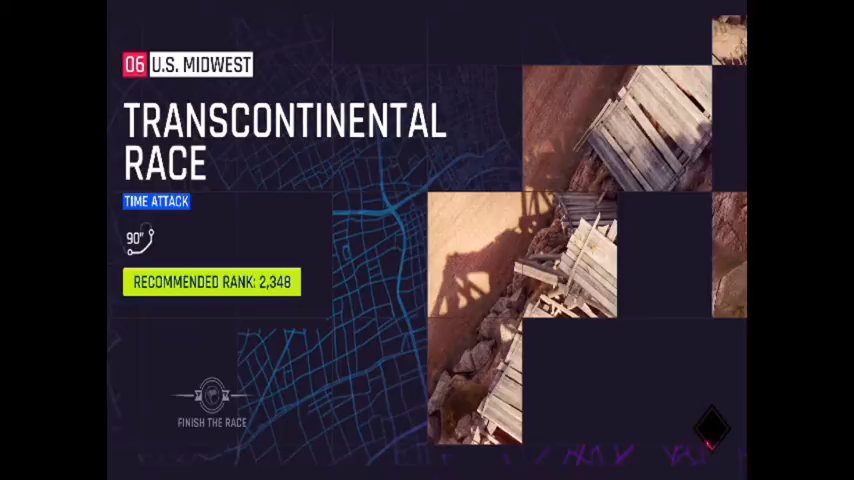 06 U.S. MIDWEST
TRANSCONTINENTAL
RACE
TIME ATTACK
90"
RECOMMENDED RANK: 2,348
FINISH THE RACE